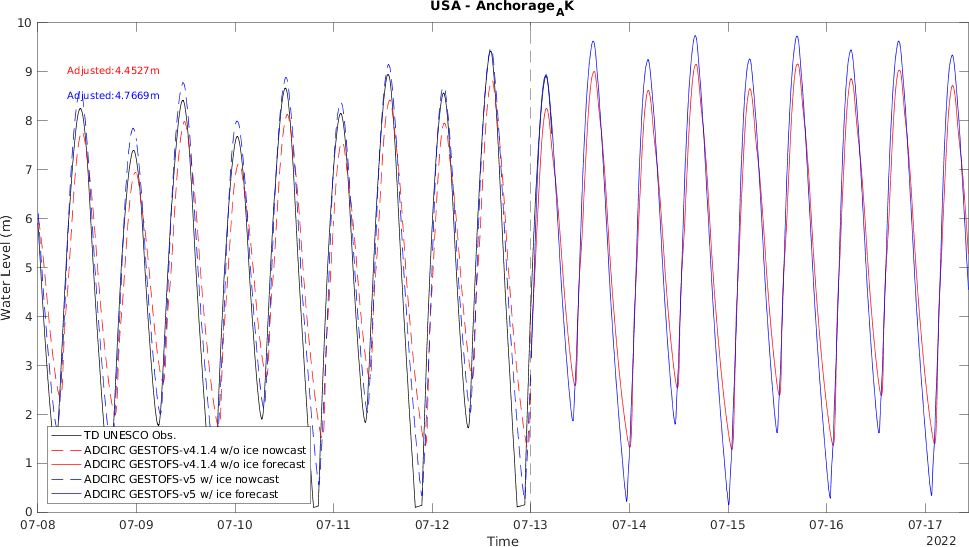 USA - Anchorage_AK
10
9
8
7
6
5
4
3
2
1
0
Water Level (m)
Adjusted:4.4527m
Adjusted:4.7669m
TD UNESCO Obs.
ADCIRC GESTOFS-v4.1.4 w/o ice nowcast
ADCIRC GESTOFS-v4.1.4 w/o ice forecast
ADCIRC GESTOFS-v5 w/ ice nowcast
ADCIRC GESTOFS-v5 w/ ice forecast
07-08 07-09 07-10 07-11 07-12 07-13 07-14 07-15 07-16 07-17
Time
2022